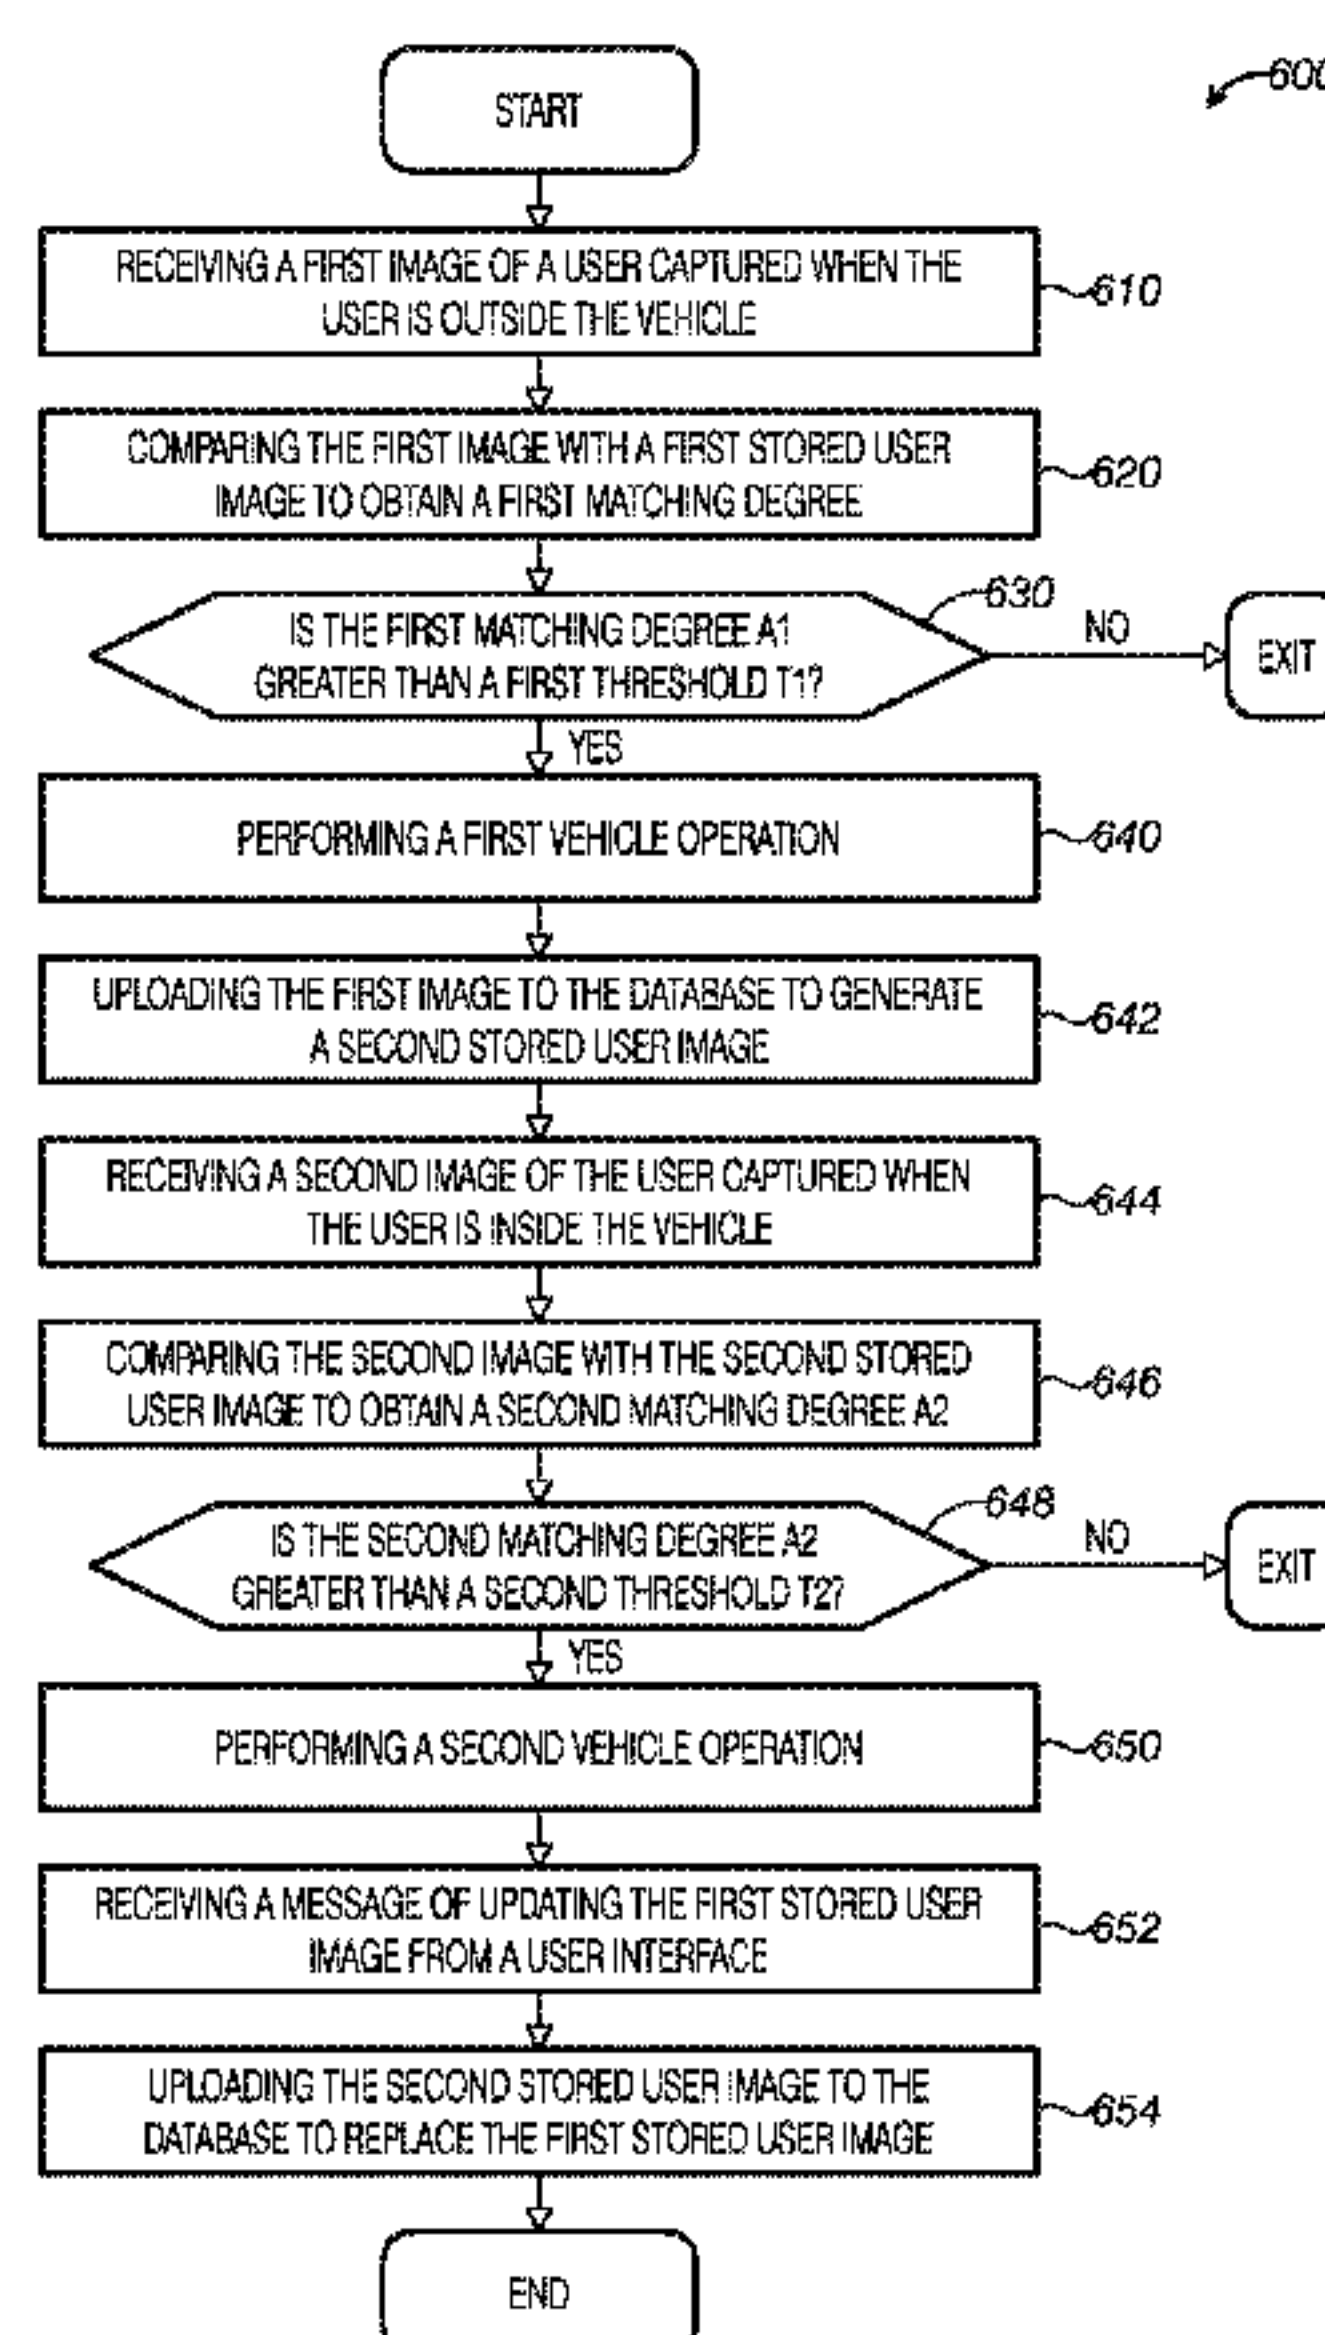 START
600
RECEIVING A FIRST IMAGE OF A USER CAPTURED WHEN THE
USER IS OUTSIDE THE VEHICLE
610
COMPARING THE FIRST IMAGE WITH A FIRST STORED USER
IMAGE TO OBTAIN A FIRST MATCHING DEGREE
620
IS THE FIRST MATCHING DEGREE A1
GREATER THAN A FIRST THRESHOLD T1?
630
NO
EXIT
YES
PERFORMING A FIRST VEHICLE OPERATION
640
UPLOADING THE FIRST IMAGE TO THE DATABASE TO GENERATE
A SECOND STORED USER IMAGE
642
RECEIVING A SECOND IMAGE OF THE USER CAPTURED WHEN
THE USER IS INSIDE THE VEHICLE
644
COMPARING THE SECOND IMAGE WITH THE SECOND STORED
USER IMAGE TO OBTAIN A SECOND MATCHING DEGREE A2
646
IS THE SECOND MATCHING DEGREE A2
GREATER THAN A SECOND THRESHOLD T2?
648
NO
EXIT
YES
PERFORMING A SECOND VEHICLE OPERATION
650
RECEIVING A MESSAGE OF UPDATING THE FIRST STORED USER
IMAGE FROM A USER INTERFACE
652
UPLOADING THE SECOND STORED USER IMAGE TO THE
DATABASE TO REPLACE THE FIRST STORED USER IMAGE
654
END